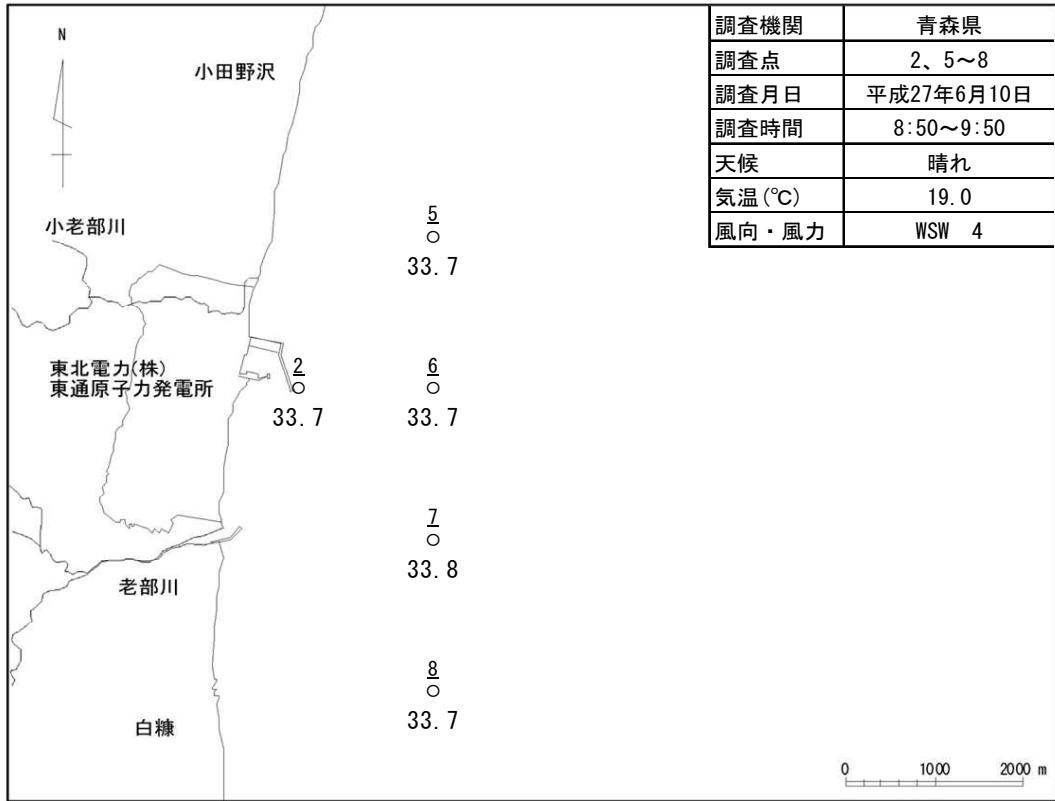 調査機関 青森県
調査点 2、5～8
調査月日 平成27年6月10日
調査時間 8:50～9:50
天候 晴れ
気温(℃) 19.0
風向・風力 WSW 4
N
小田野沢
小老部川
5
33.7
東北電力(株)
東通原子力発電所
2
33.7
6
33.7
7
33.8
老部川
8
33.7
白糠
0 1000 2000 m